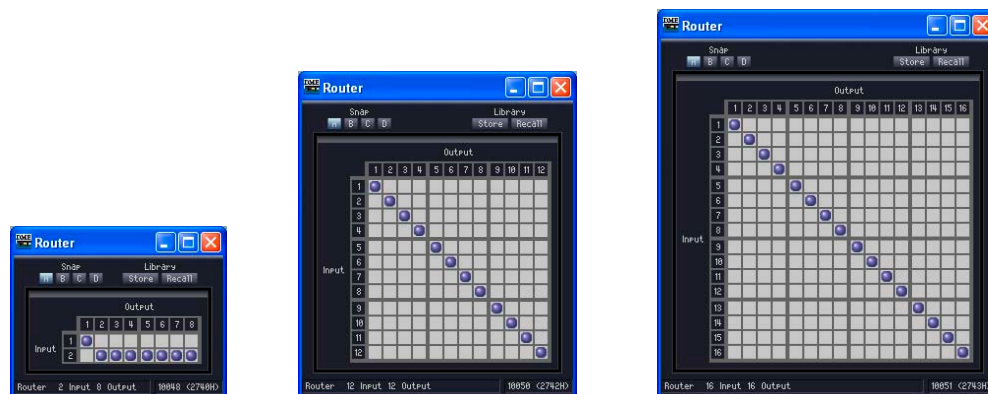 DME Router
Snap Library
A B C D Store Recall
Output
1 2 3 4 5 6 7 8
Input
1
2
Router 2 Input 8 Output 10048 (2740H)
DME Router
Snap Library
A B C D Store Recall
Output
1 2 3 4 5 6 7 8 9 10 11 12
1
2
3
4
5
6
Input
7
8
9
10
11
12
Router 12 Input 12 Output 10050 (2742H)
DME Router
Snap Library
A B C D Store Recall
Output
1 2 3 4 5 6 7 8 9 10 11 12 13 14 15 16
1
2
3
4
5
6
7
8
Input
9
10
11
12
13
14
15
16
Router 16 Input 16 Output 10051 (2743H)